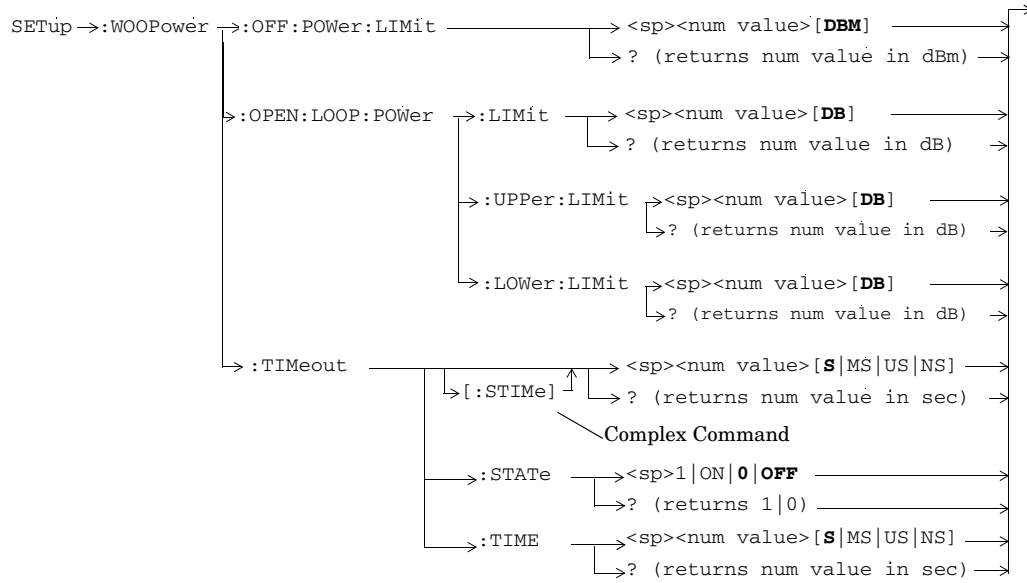 SETup :WOOPower :OFF:POWer:LIMit <sp><num value>[DBM]
? (returns num value in dBm)
:OPEN:LOOP:POWer :LIMit <sp><num value>[DB]
? (returns num value in dB)
:UPPer:LIMit <sp><num value>[DB]
? (returns num value in dB)
:LOWer:LIMit <sp><num value>[DB]
? (returns num value in dB)
:TIMeout <sp><num value>[S|MS|US|NS]
[:STIMe] ? (returns num value in sec)
Complex Command
:STATe <sp>1|ON|0|OFF
? (returns 1|0)
:TIME <sp><num value>[S|MS|US|NS]
? (returns num value in sec)